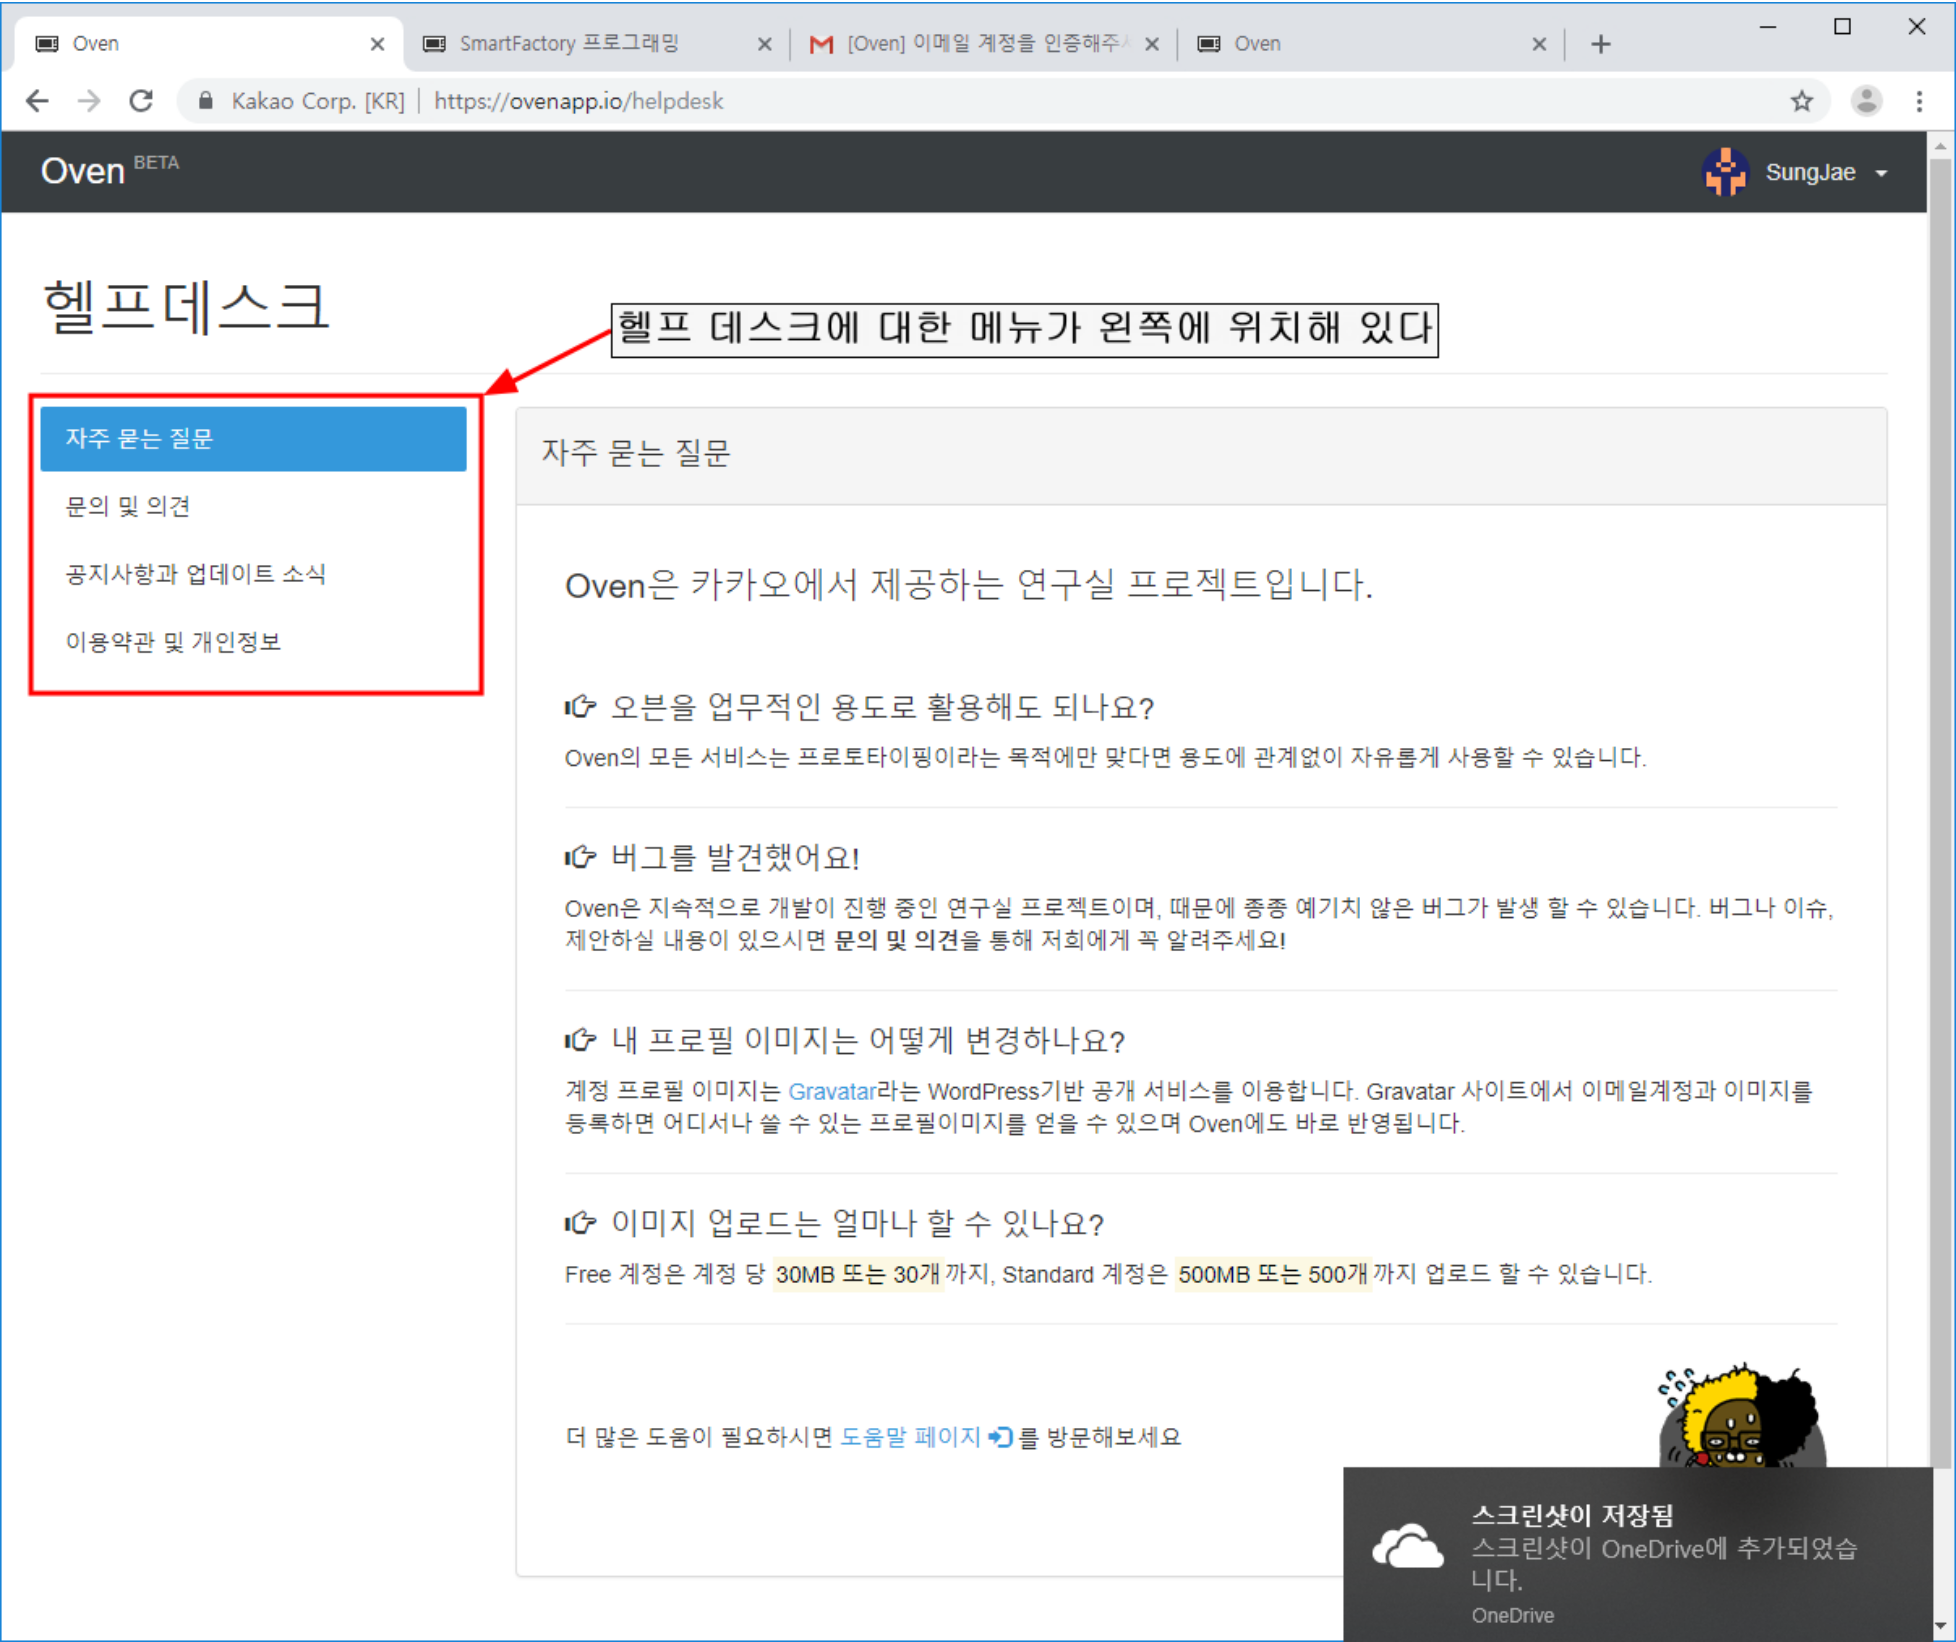 Oven
SmartFactory 프로그래밍
[Oven] 이메일 계정을 인증해주
Oven
Kakao Corp. [KR] | https://ovenapp.io/helpdesk
Oven BETA
SungJae
헬프데스크
헬프 데스크에 대한 메뉴가 왼쪽에 위치해 있다
자주 묻는 질문
문의 및 의견
공지사항과 업데이트 소식
이용약관 및 개인정보
자주 묻는 질문
Oven은 카카오에서 제공하는 연구실 프로젝트입니다.
오븐을 업무적인 용도로 활용해도 되나요?
Oven의 모든 서비스는 프로토타이핑이라는 목적에만 맞다면 용도에 관계없이 자유롭게 사용할 수 있습니다.
버그를 발견했어요!
Oven은 지속적으로 개발이 진행 중인 연구실 프로젝트이며, 때문에 종종 예기치 않은 버그가 발생 할 수 있습니다. 버그나 이슈,
제안하실 내용이 있으시면 문의 및 의견을 통해 저희에게 꼭 알려주세요!
내 프로필 이미지는 어떻게 변경하나요?
계정 프로필 이미지는 Gravatar라는 WordPress기반 공개 서비스를 이용합니다. Gravatar 사이트에서 이메일계정과 이미지를
등록하면 어디서나 쓸 수 있는 프로필이미지를 얻을 수 있으며 Oven에도 바로 반영됩니다.
이미지 업로드는 얼마나 할 수 있나요?
Free 계정은 계정 당 30MB 또는 30개 까지, Standard 계정은 500MB 또는 500개 까지 업로드 할 수 있습니다.
더 많은 도움이 필요하시면 도움말 페이지 를 방문해보세요
스크린샷이 저장됨
스크린샷이 OneDrive에 추가되었습
니다.
OneDrive